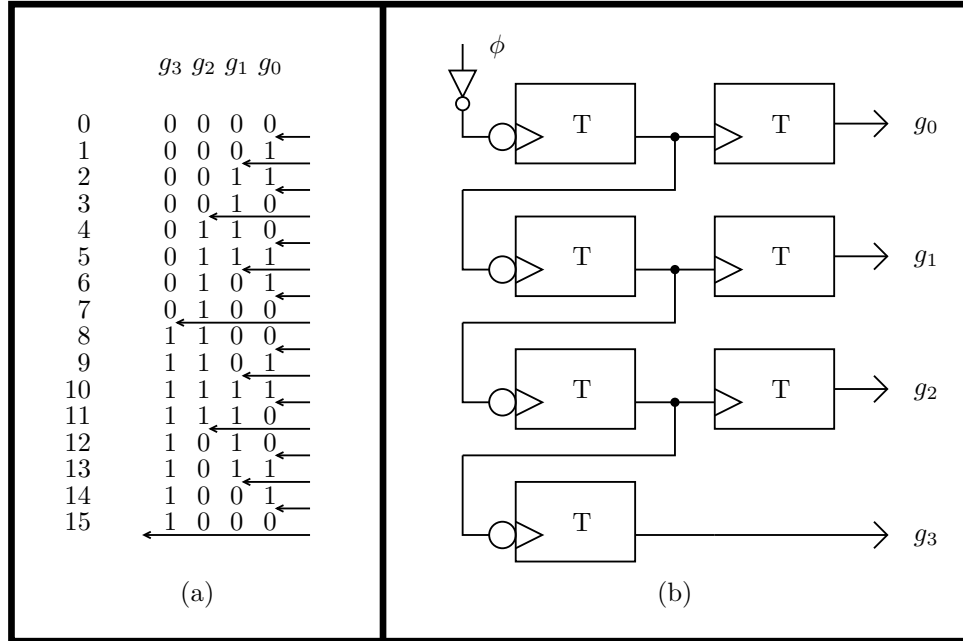 g3 g2 g1 g0
0 0 0 0 0
1 0 0 0 1
2 0 0 1 1
3 0 0 1 0
4 0 1 1 0
5 0 1 1 1
6 0 1 0 1
7 0 1 0 0
8 1 1 0 0
9 1 1 0 1
10 1 1 1 1
11 1 1 1 0
12 1 0 1 0
13 1 0 1 1
14 1 0 0 1
15 1 0 0 0
(a)
ϕ
T T g0
T T g1
T T g2
T g3
(b)